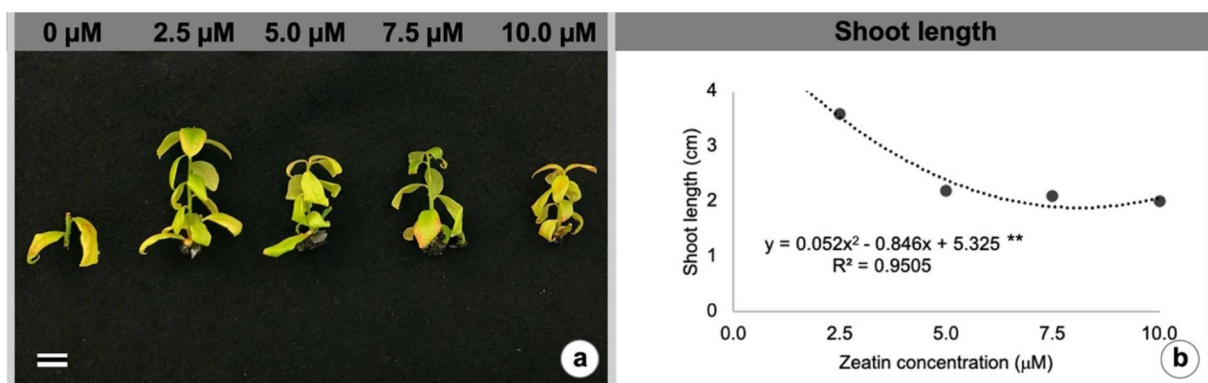 0 µM 2.5 µM 5.0 µM 7.5 µM 10.0 µM
Shoot length
4
3
2
1
0
Shoot length (cm)
y = 0.052x² - 0.846x + 5.325 **
R² = 0.9505
0.0 2.5 5.0 7.5 10.0
Zeatin concentration (µM)
a
b